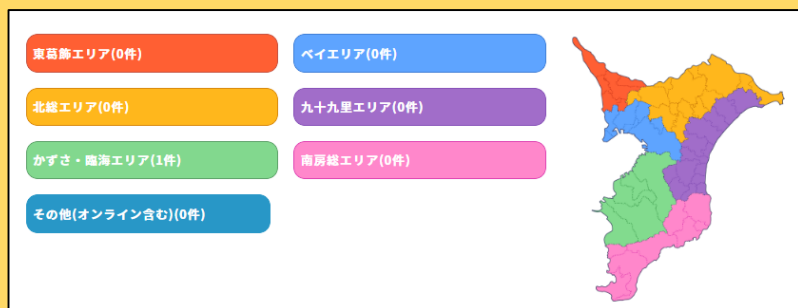 東葛飾エリア(0件)
ベイエリア(0件)
北総エリア(0件)
九十九里エリア(0件)
かずさ・臨海エリア(1件)
南房総エリア(0件)
その他(オンライン含む)(0件)